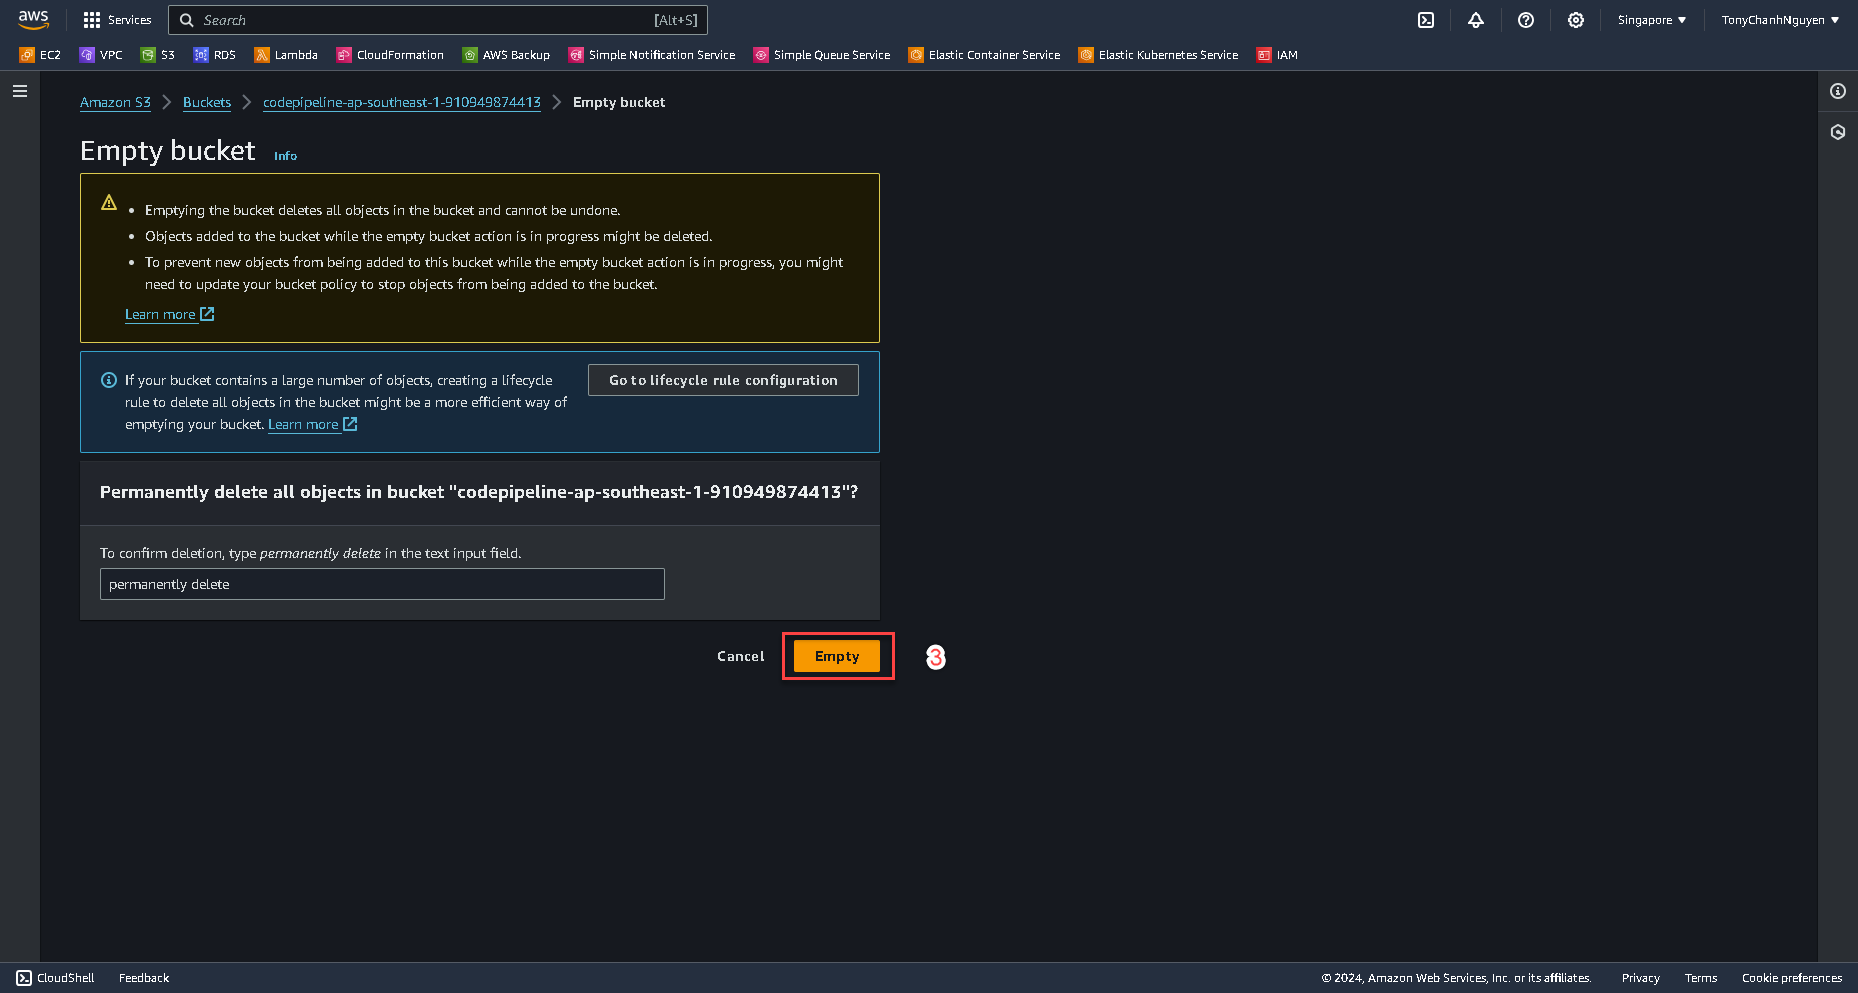 aws
Services
Search
[Alt+S]
Singapore ▼
TonyChanhNguyen ▼
EC2
VPC
S3
RDS
Lambda
CloudFormation
AWS Backup
Simple Notification Service
Simple Queue Service
Elastic Container Service
Elastic Kubernetes Service
IAM
Amazon S3 > Buckets > codepipeline-ap-southeast-1-910949874413 > Empty bucket
Empty bucket Info
• Emptying the bucket deletes all objects in the bucket and cannot be undone.
• Objects added to the bucket while the empty bucket action is in progress might be deleted.
• To prevent new objects from being added to this bucket while the empty bucket action is in progress, you might
need to update your bucket policy to stop objects from being added to the bucket.
Learn more
If your bucket contains a large number of objects, creating a lifecycle
rule to delete all objects in the bucket might be a more efficient way of
emptying your bucket. Learn more
Go to lifecycle rule configuration
Permanently delete all objects in bucket "codepipeline-ap-southeast-1-910949874413"?
To confirm deletion, type permanently delete in the text input field.
permanently delete
Cancel
Empty
3
CloudShell
Feedback
© 2024, Amazon Web Services, Inc. or its affiliates.
Privacy
Terms
Cookie preferences